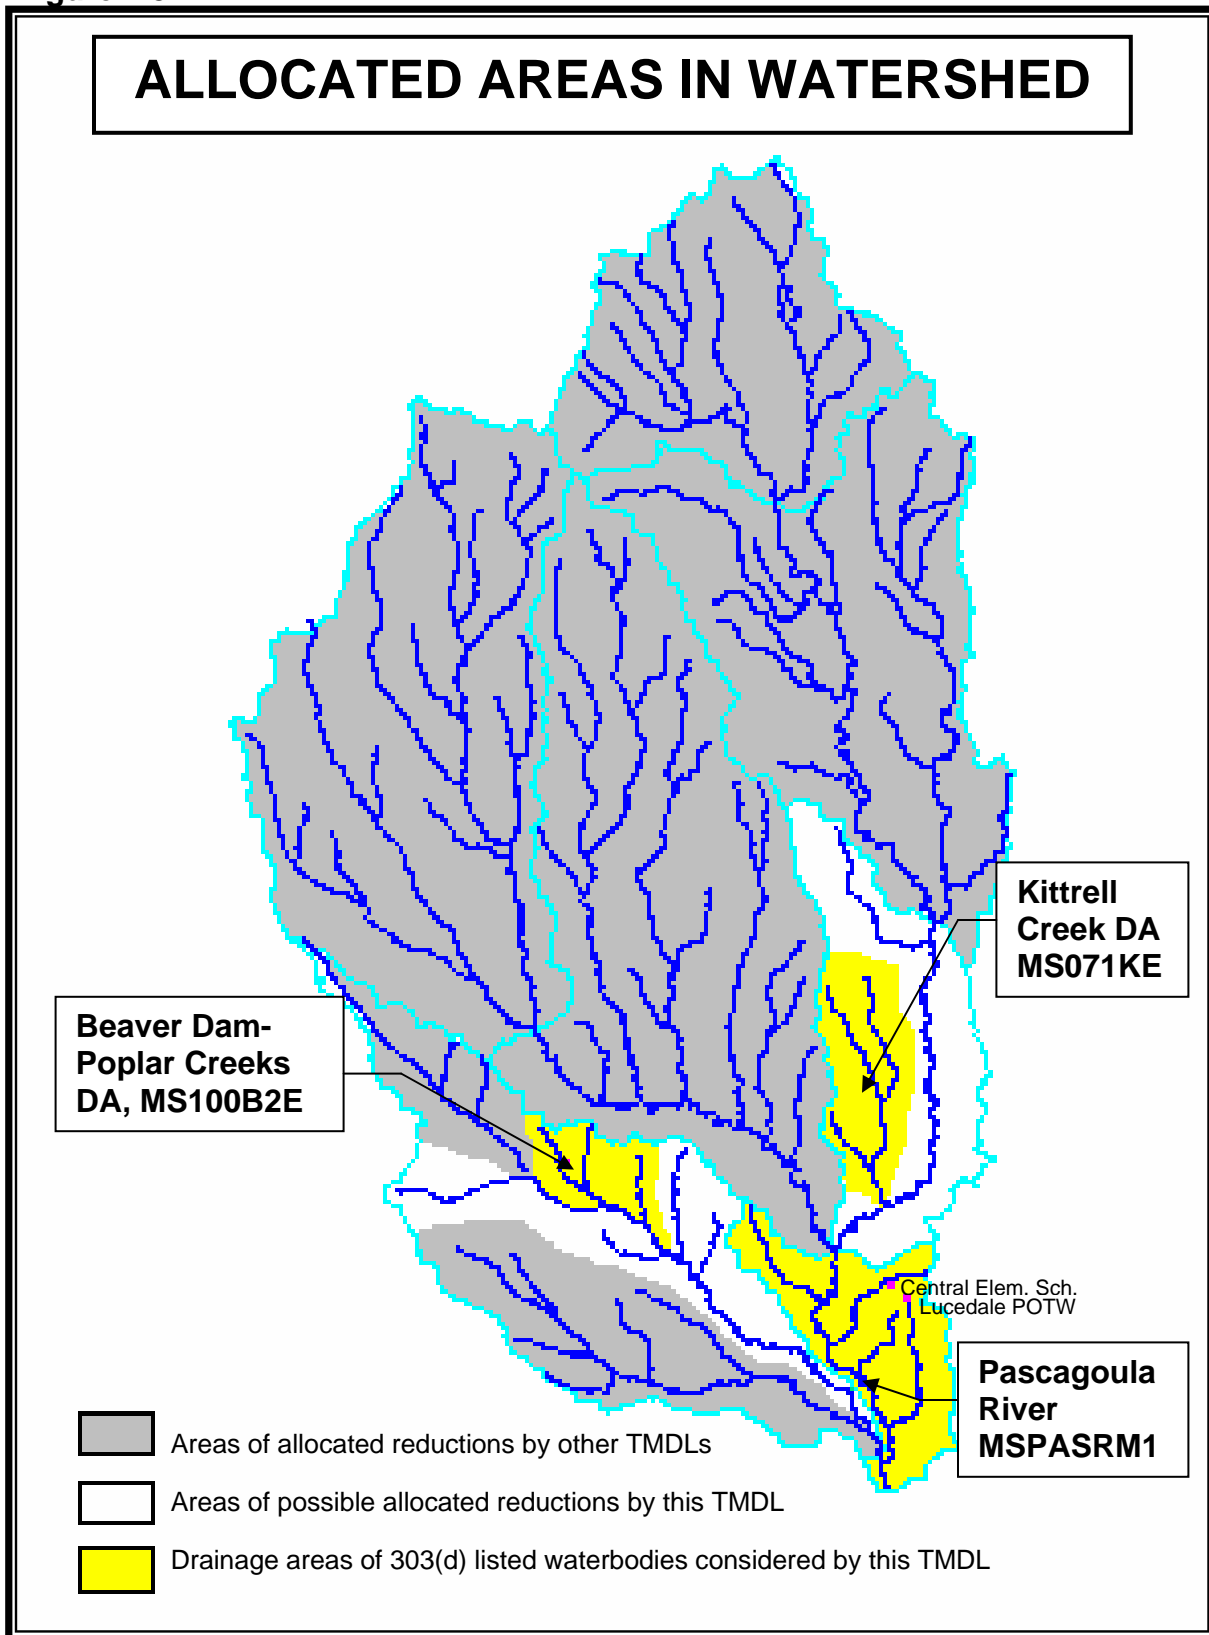 ALLOCATED AREAS IN WATERSHED
Kittrell
Creek DA
MS071KE
Beaver Dam-
Poplar Creeks
DA, MS100B2E
Central Elem. Sch.
Lucedale POTW
Pascagoula
River
MSPASRM1
Areas of allocated reductions by other TMDLs
Areas of possible allocated reductions by this TMDL
Drainage areas of 303(d) listed waterbodies considered by this TMDL